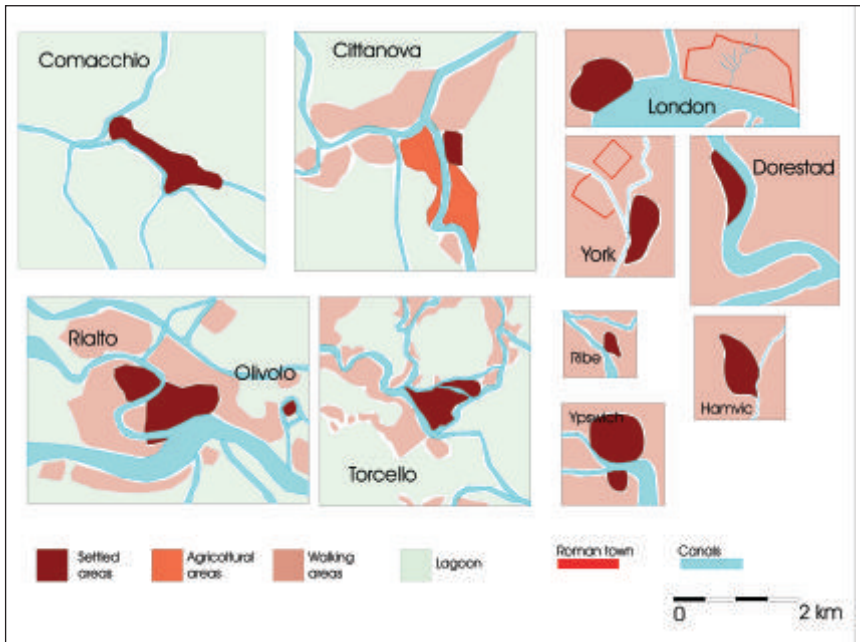 Comacchio
Cittanova
London
York
Dorestad
Rialto
Olivolo
Torcello
Ribe
Hamvic
Ypswich
Settled areas
Agricoltural areas
Walking areas
Lagoon
Roman town
Canals
0 2 km